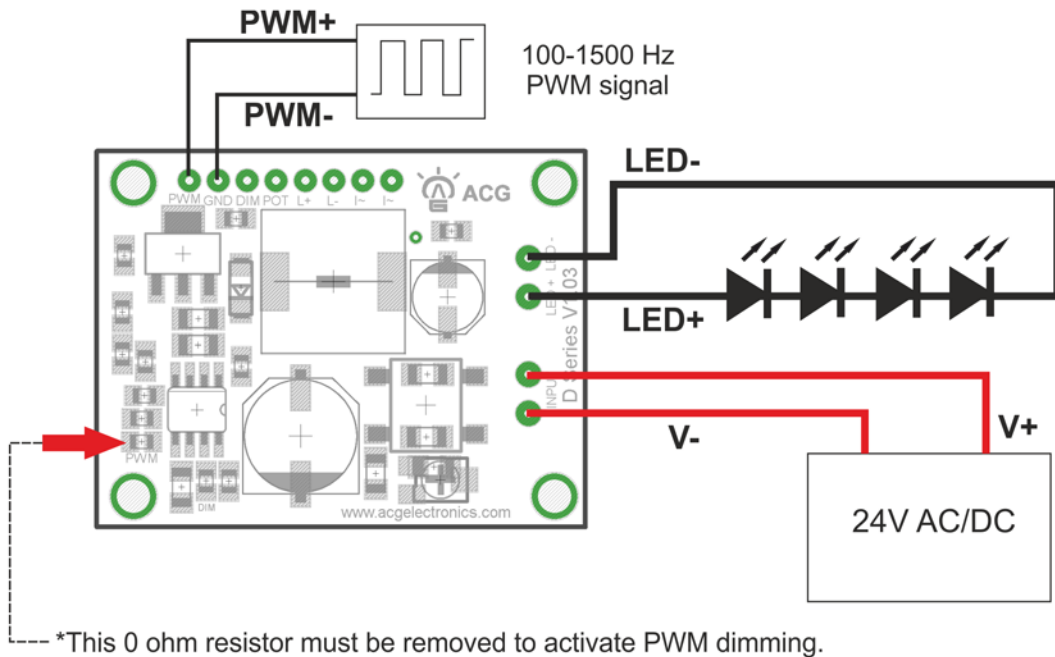 PWM+
100-1500 Hz
PWM signal
PWM-
LED-
PWM GND DIM POT L+ L- I~ I~
ACG
LED + LED -
LED+
D Series V1.03
INPUT
V-
V+
PWM
24V AC/DC
DIM
www.acgelectronics.com
*This 0 ohm resistor must be removed to activate PWM dimming.